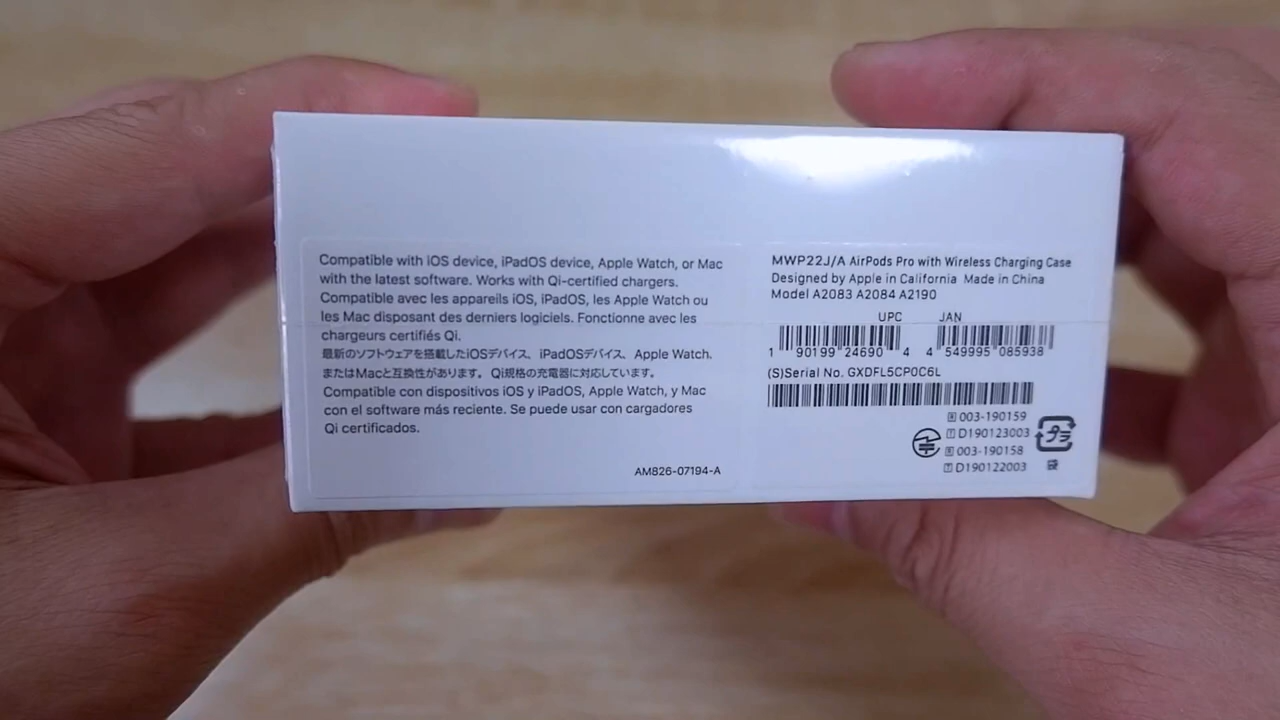 Compatible with iOS device, iPadOS device, Apple Watch, or Mac
with the latest software. Works with Qi-certified chargers.
Compatible avec les appareils iOS, iPadOS, les Apple Watch ou
les Mac disposant des derniers logiciels. Fonctionne avec les
chargeurs certifiés Qi.
最新のソフトウェアを搭載したiOSデバイス、iPadOSデバイス、Apple Watch、
またはMacと互換性があります。 Qi規格の充電器に対応しています。
Compatible con dispositivos iOS y iPadOS, Apple Watch, y Mac
con el software más reciente. Se puede usar con cargadores
Qi certificados.
AM826-07194-A
MWP22J/A AirPods Pro with Wireless Charging Case
Designed by Apple in California Made in China
Model A2083 A2084 A2190
UPC JAN
1 90199 24690 4 4 549995 085938
(S)Serial No. GXDFL5CP0C6L
R 003-190159
T D190123003
R 003-190158
T D190122003
プラ
袋